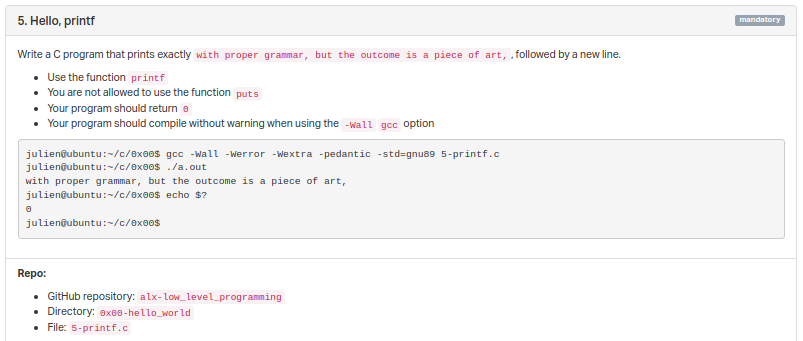 5. Hello, printf
mandatory
Write a C program that prints exactly with proper grammar, but the outcome is a piece of art, , followed by a new line.
Use the function printf
You are not allowed to use the function puts
Your program should return 0
Your program should compile without warning when using the -Wall gcc option
julien@ubuntu:~/c/0x00$ gcc -Wall -Werror -Wextra -pedantic -std=gnu89 5-printf.c
julien@ubuntu:~/c/0x00$ ./a.out
with proper grammar, but the outcome is a piece of art,
julien@ubuntu:~/c/0x00$ echo $?
0
julien@ubuntu:~/c/0x00$
Repo:
GitHub repository: alx-low_level_programming
Directory: 0x00-hello_world
File: 5-printf.c